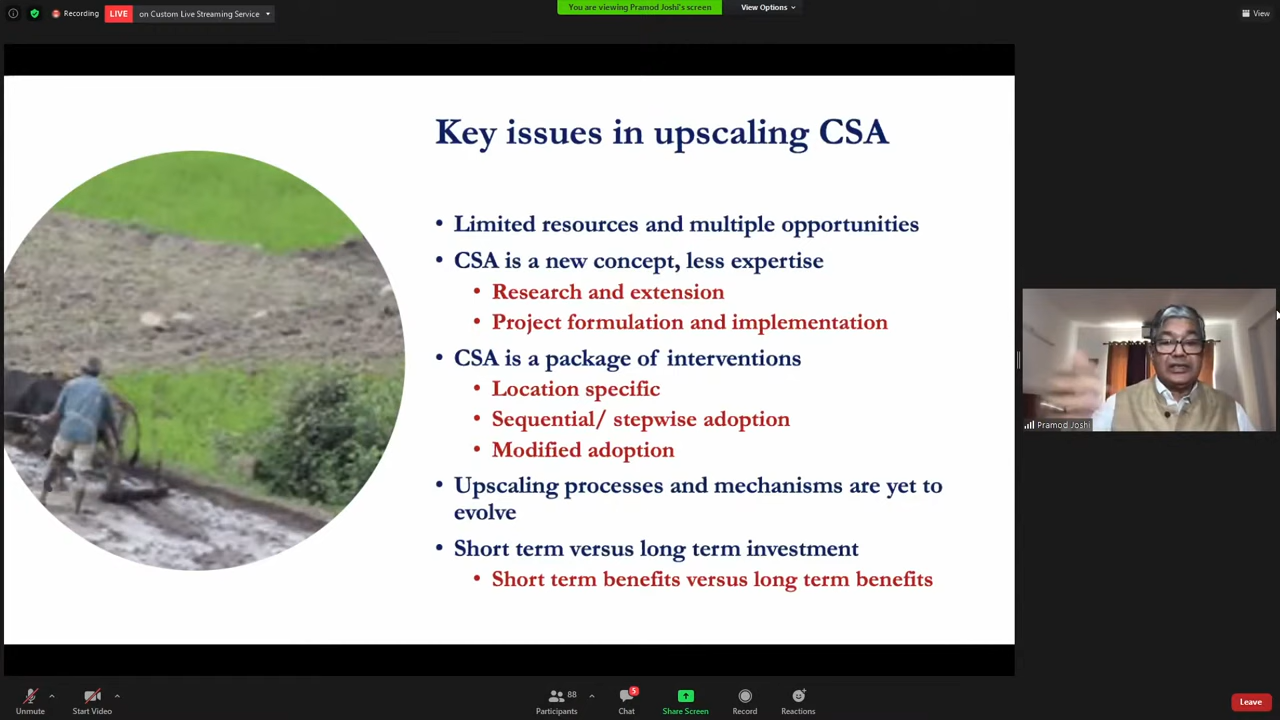 Recording
LIVE
on Custom Live Streaming Service
You are viewing Pramod Joshi's screen
View Options
View
Key issues in upscaling CSA
• Limited resources and multiple opportunities
• CSA is a new concept, less expertise
• Research and extension
• Project formulation and implementation
• CSA is a package of interventions
• Location specific
• Sequential/ stepwise adoption
• Modified adoption
• Upscaling processes and mechanisms are yet to
evolve
• Short term versus long term investment
• Short term benefits versus long term benefits
Pramod Joshi
Unmute
Start Video
88
Participants
5
Chat
Share Screen
Record
Reactions
Leave